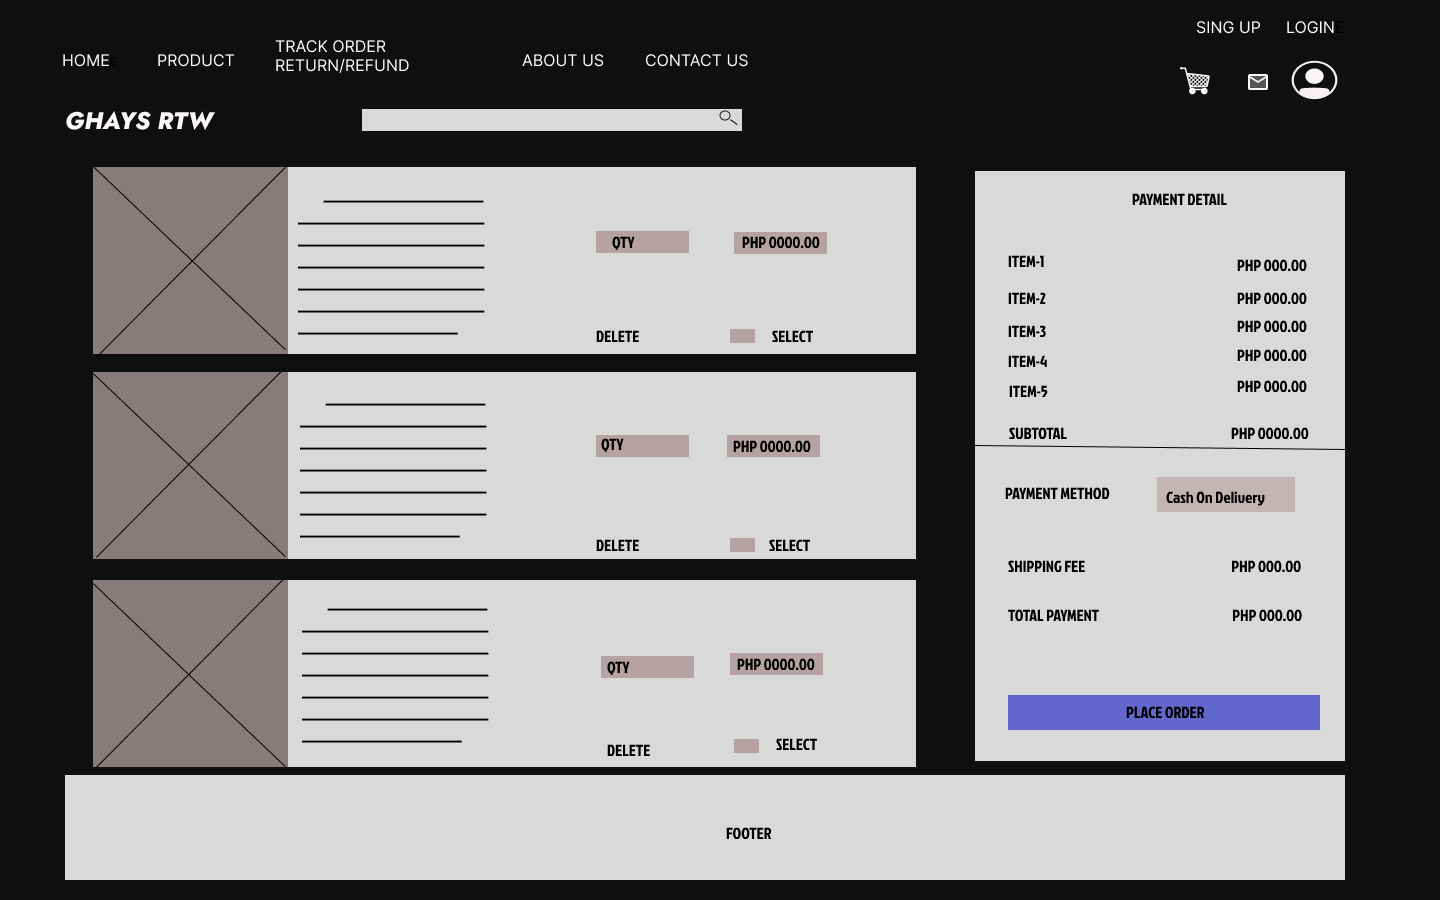 SING UP LOGIN
HOME PRODUCT TRACK ORDER
RETURN/REFUND ABOUT US CONTACT US
GHAYS RTW
QTY PHP 0000.00
DELETE SELECT
QTY PHP 0000.00
DELETE SELECT
QTY PHP 0000.00
DELETE SELECT
PAYMENT DETAIL
ITEM-1 PHP 000.00
ITEM-2 PHP 000.00
ITEM-3 PHP 000.00
ITEM-4 PHP 000.00
ITEM-5 PHP 000.00
SUBTOTAL PHP 0000.00
PAYMENT METHOD Cash On Delivery
SHIPPING FEE PHP 000.00
TOTAL PAYMENT PHP 000.00
PLACE ORDER
FOOTER